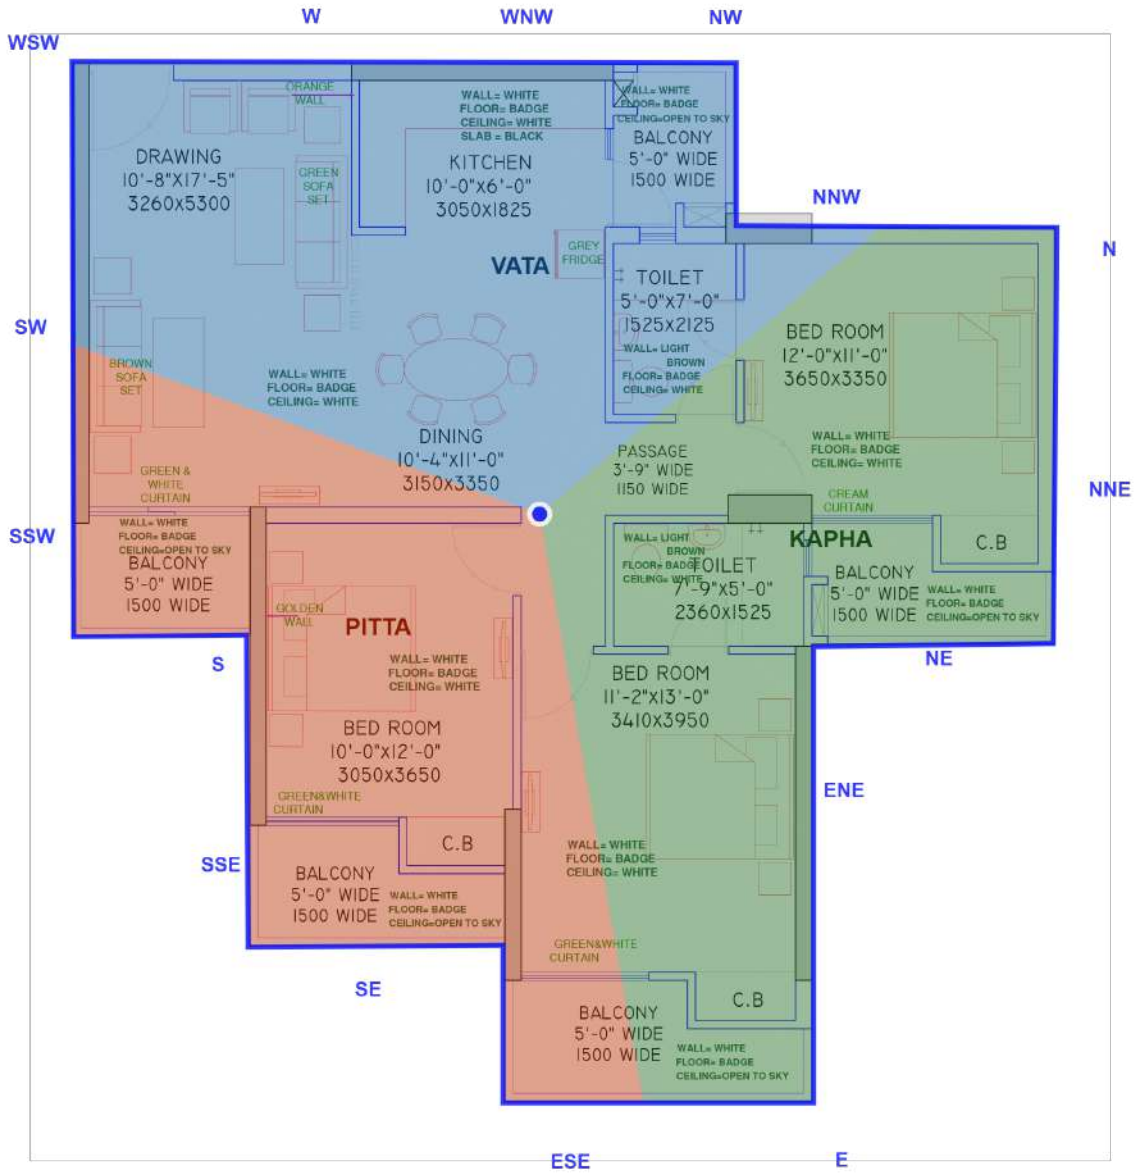 W
WNW
NW
WSW
ORANGE
WALL
WALL= WHITE
FLOOR= BADGE
CEILING= WHITE
SLAB = BLACK
WALL= WHITE
FLOOR= BADGE
CEILING=OPEN TO SKY
BALCONY
5'-0" WIDE
1500 WIDE
DRAWING
10'-8"X17'-5"
3260x5300
GREEN
SOFA
SET
KITCHEN
10'-0"x6'-0"
3050x1825
NNW
N
GREY
FRIDGE
VATA
TOILET
5'-0"x7'-0"
1525x2125
WALL= LIGHT
BROWN
FLOOR= BADGE
CEILING= WHITE
BED ROOM
12'-0"x11'-0"
3650x3350
SW
BROWN
SOFA
SET
WALL= WHITE
FLOOR= BADGE
CEILING= WHITE
DINING
10'-4"x11'-0"
3150x3350
PASSAGE
3'-9" WIDE
1150 WIDE
WALL= WHITE
FLOOR= BADGE
CEILING= WHITE
GREEN &
WHITE
CURTAIN
CREAM
CURTAIN
NNE
SSW
WALL= WHITE
FLOOR= BADGE
CEILING=OPEN TO SKY
BALCONY
5'-0" WIDE
1500 WIDE
WALL= LIGHT
BROWN
FLOOR= BADGE
CEILING= WHITE
TOILET
7'-9"x5'-0"
2360x1525
KAPHA
C.B
BALCONY
5'-0" WIDE
1500 WIDE
WALL= WHITE
FLOOR= BADGE
CEILING=OPEN TO SKY
GOLDEN
WALL
PITTA
S
NE
WALL= WHITE
FLOOR= BADGE
CEILING= WHITE
BED ROOM
11'-2"x13'-0"
3410x3950
BED ROOM
10'-0"x12'-0"
3050x3650
GREEN&WHITE
CURTAIN
ENE
C.B
SSE
BALCONY
5'-0" WIDE
1500 WIDE
WALL= WHITE
FLOOR= BADGE
CEILING=OPEN TO SKY
WALL= WHITE
FLOOR= BADGE
CEILING= WHITE
GREEN&WHITE
CURTAIN
SE
C.B
BALCONY
5'-0" WIDE
1500 WIDE
WALL= WHITE
FLOOR= BADGE
CEILING=OPEN TO SKY
ESE
E